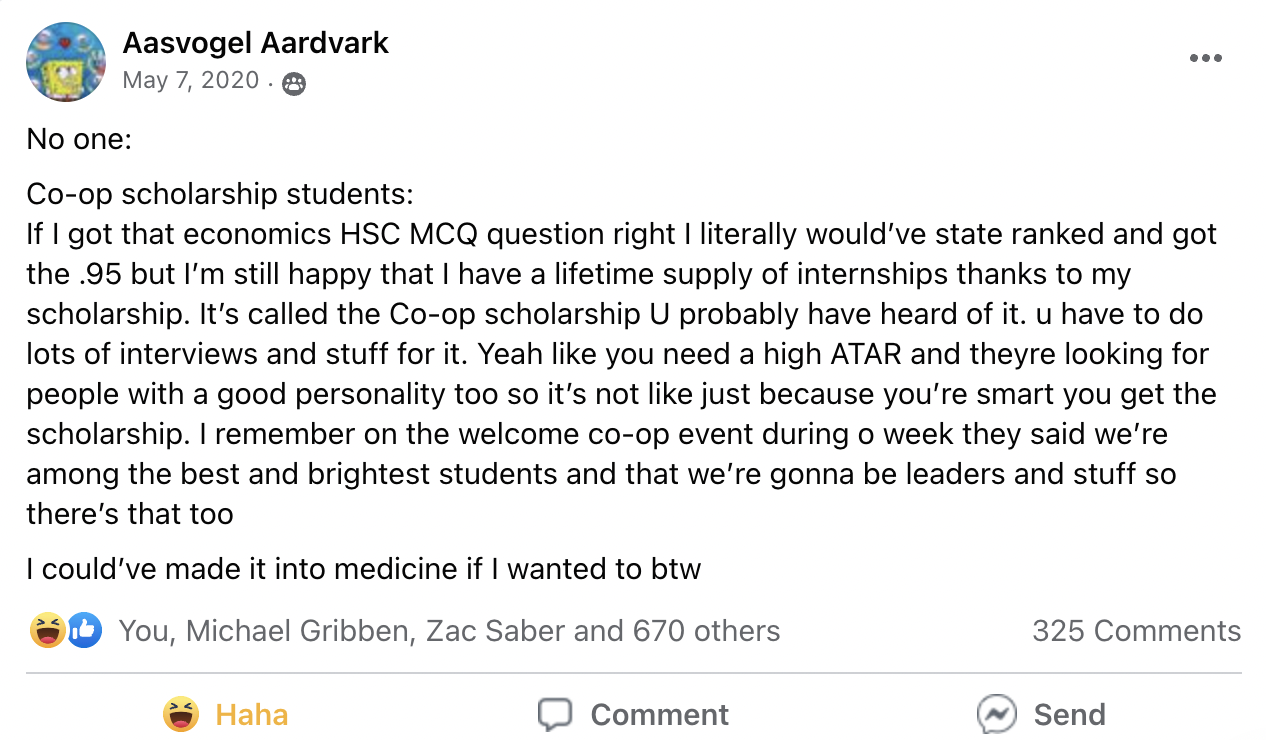 Aasvogel Aardvark
May 7, 2020 ·
No one:
Co-op scholarship students:
If I got that economics HSC MCQ question right I literally would’ve state ranked and got
the .95 but I’m still happy that I have a lifetime supply of internships thanks to my
scholarship. It’s called the Co-op scholarship U probably have heard of it. u have to do
lots of interviews and stuff for it. Yeah like you need a high ATAR and theyre looking for
people with a good personality too so it’s not like just because you’re smart you get the
scholarship. I remember on the welcome co-op event during o week they said we’re
among the best and brightest students and that we’re gonna be leaders and stuff so
there’s that too
I could’ve made it into medicine if I wanted to btw
You, Michael Gribben, Zac Saber and 670 others
325 Comments
Haha
Comment
Send